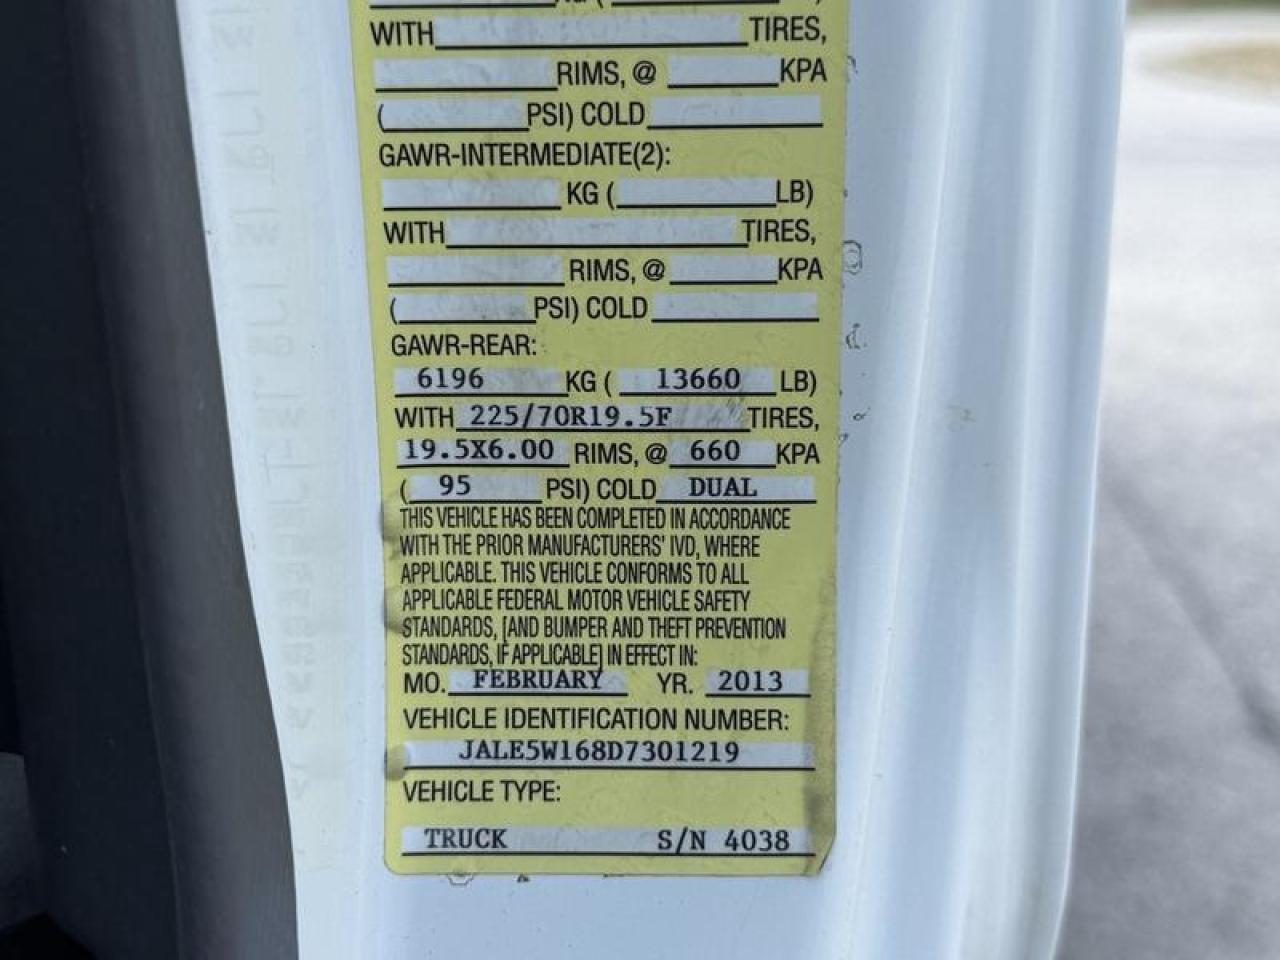 WITH TIRES,
RIMS, @ KPA
( PSI) COLD
GAWR-INTERMEDIATE(2):
KG ( LB)
WITH TIRES,
RIMS, @ KPA
( PSI) COLD
GAWR-REAR:
6196 KG ( 13660 LB)
WITH 225/70R19.5F TIRES,
19.5X6.00 RIMS, @ 660 KPA
( 95 PSI) COLD DUAL
THIS VEHICLE HAS BEEN COMPLETED IN ACCORDANCE
WITH THE PRIOR MANUFACTURERS' IVD, WHERE
APPLICABLE. THIS VEHICLE CONFORMS TO ALL
APPLICABLE FEDERAL MOTOR VEHICLE SAFETY
STANDARDS, [AND BUMPER AND THEFT PREVENTION
STANDARDS, IF APPLICABLE] IN EFFECT IN:
MO. FEBRUARY YR. 2013
VEHICLE IDENTIFICATION NUMBER:
JALE5W168D7301219
VEHICLE TYPE:
TRUCK S/N 4038